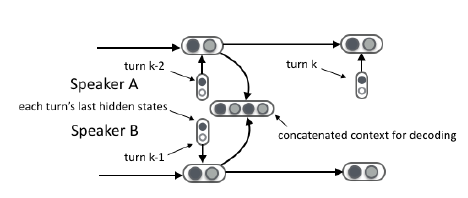 turn k-2
turn k
Speaker A
each turn's last hidden states
Speaker B
concatenated context for decoding
turn k-1